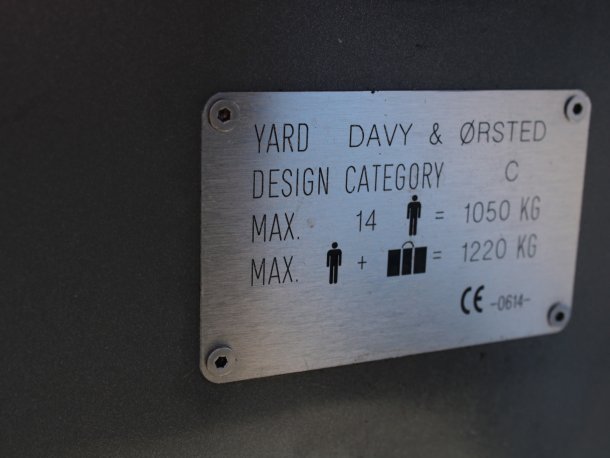 YARD DAVY & ØRSTED
DESIGN CATEGORY C
MAX. 14 = 1050 KG
MAX. + = 1220 KG
CE -0614-